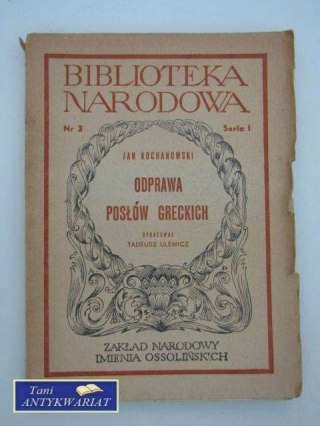 BIBLIOTEKA
NARODOWA
Nr 3 Seria I
JAN KOCHANOWSKI
ODPRAWA
POSŁÓW GRECKICH
OPRACOWAŁ
TADEUSZ ULEWICZ
ZAKŁAD NARODOWY
IMIENIA OSSOLIŃSKICH
Tani
ANTYKWARIAT